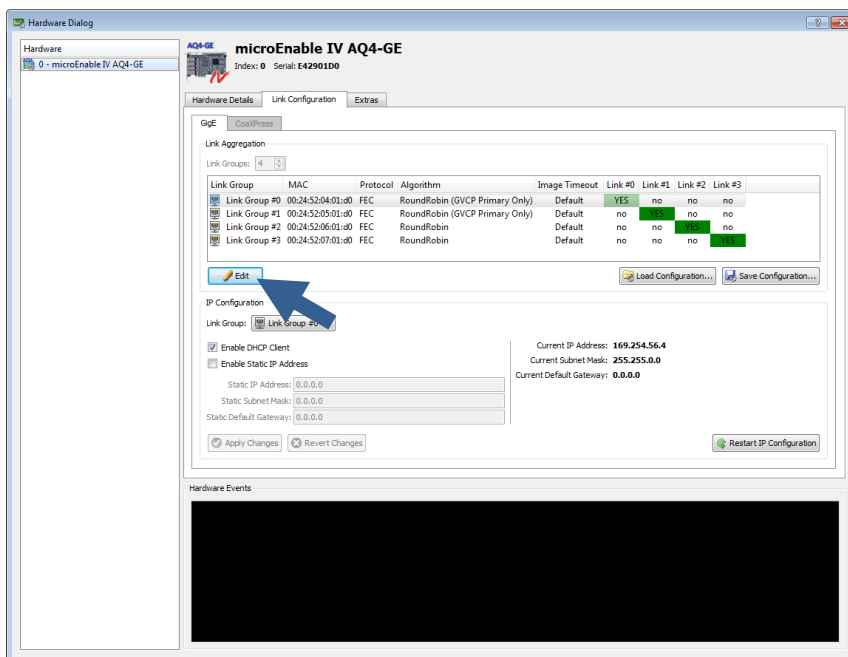 Hardware Dialog
Hardware
0 - microEnable IV AQ4-GE
AQ4-GE
microEnable IV AQ4-GE
Index: 0 Serial: E42901D0
Hardware Details Link Configuration Extras
GigE CoaXPress
Link Aggregation
Link Groups: 4
Link Group MAC Protocol Algorithm Image Timeout Link #0 Link #1 Link #2 Link #3
Link Group #0 00:24:52:04:01:d0 FEC RoundRobin (GVCP Primary Only) Default YES no no no
Link Group #1 00:24:52:05:01:d0 FEC RoundRobin (GVCP Primary Only) Default no YES no no
Link Group #2 00:24:52:06:01:d0 FEC RoundRobin Default no no YES no
Link Group #3 00:24:52:07:01:d0 FEC RoundRobin Default no no no YES
Edit Load Configuration... Save Configuration...
IP Configuration
Link Group: Link Group #0
Enable DHCP Client Current IP Address: 169.254.56.4
Enable Static IP Address Current Subnet Mask: 255.255.0.0
Current Default Gateway: 0.0.0.0
Static IP Address: 0.0.0.0
Static Subnet Mask: 0.0.0.0
Static Default Gateway: 0.0.0.0
Apply Changes Revert Changes Restart IP Configuration
Hardware Events